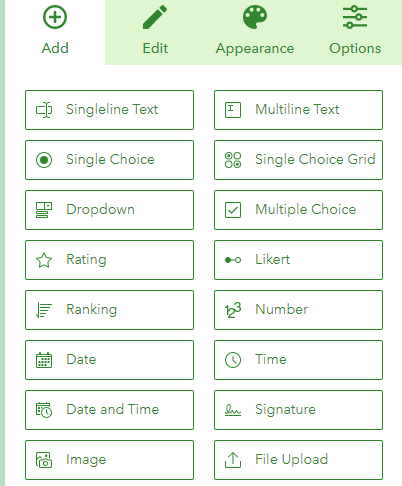 Add Edit Appearance Options
Singleline Text Multiline Text
Single Choice Single Choice Grid
Dropdown Multiple Choice
Rating Likert
Ranking Number
Date Time
Date and Time Signature
Image File Upload